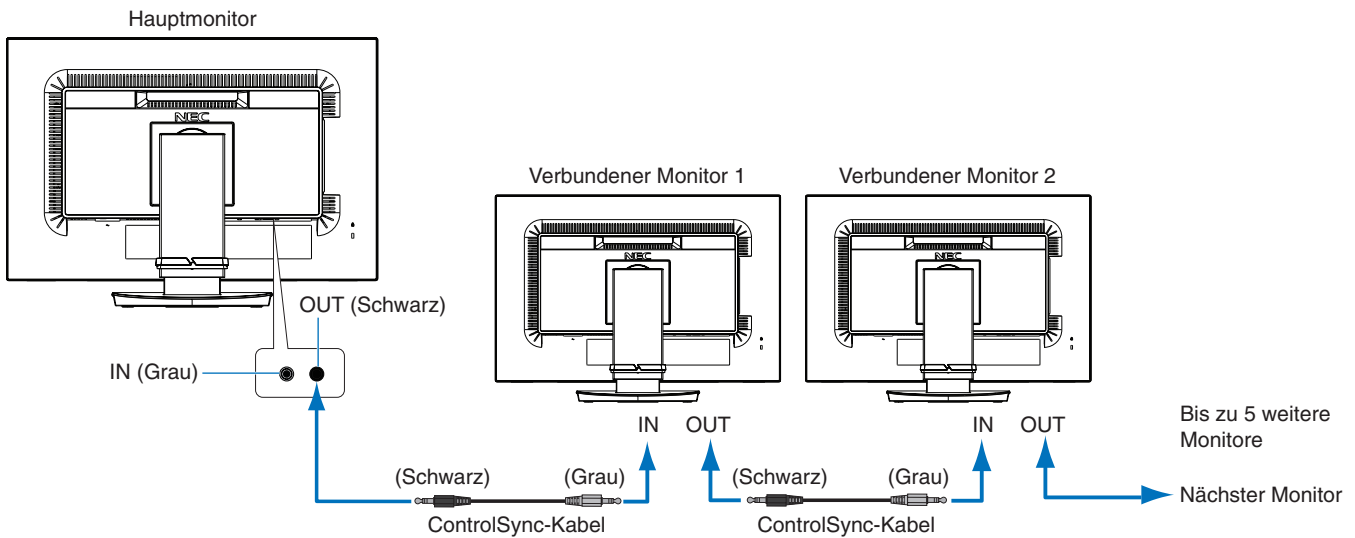 Hauptmonitor
NEC
Verbundener Monitor 1
Verbundener Monitor 2
NEC
NEC
OUT (Schwarz)
IN (Grau)
IN
OUT
IN
OUT
Bis zu 5 weitere
Monitore
(Schwarz)
(Grau)
(Schwarz)
(Grau)
Nächster Monitor
ControlSync-Kabel
ControlSync-Kabel